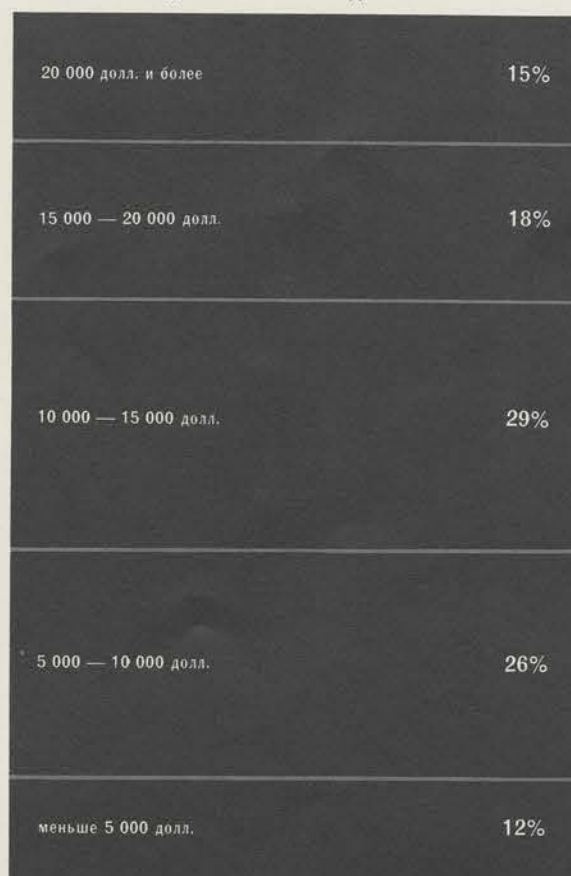 20 000 долл. и более 15%
15 000 — 20 000 долл. 18%
10 000 — 15 000 долл. 29%
5 000 — 10 000 долл. 26%
меньше 5 000 долл. 12%